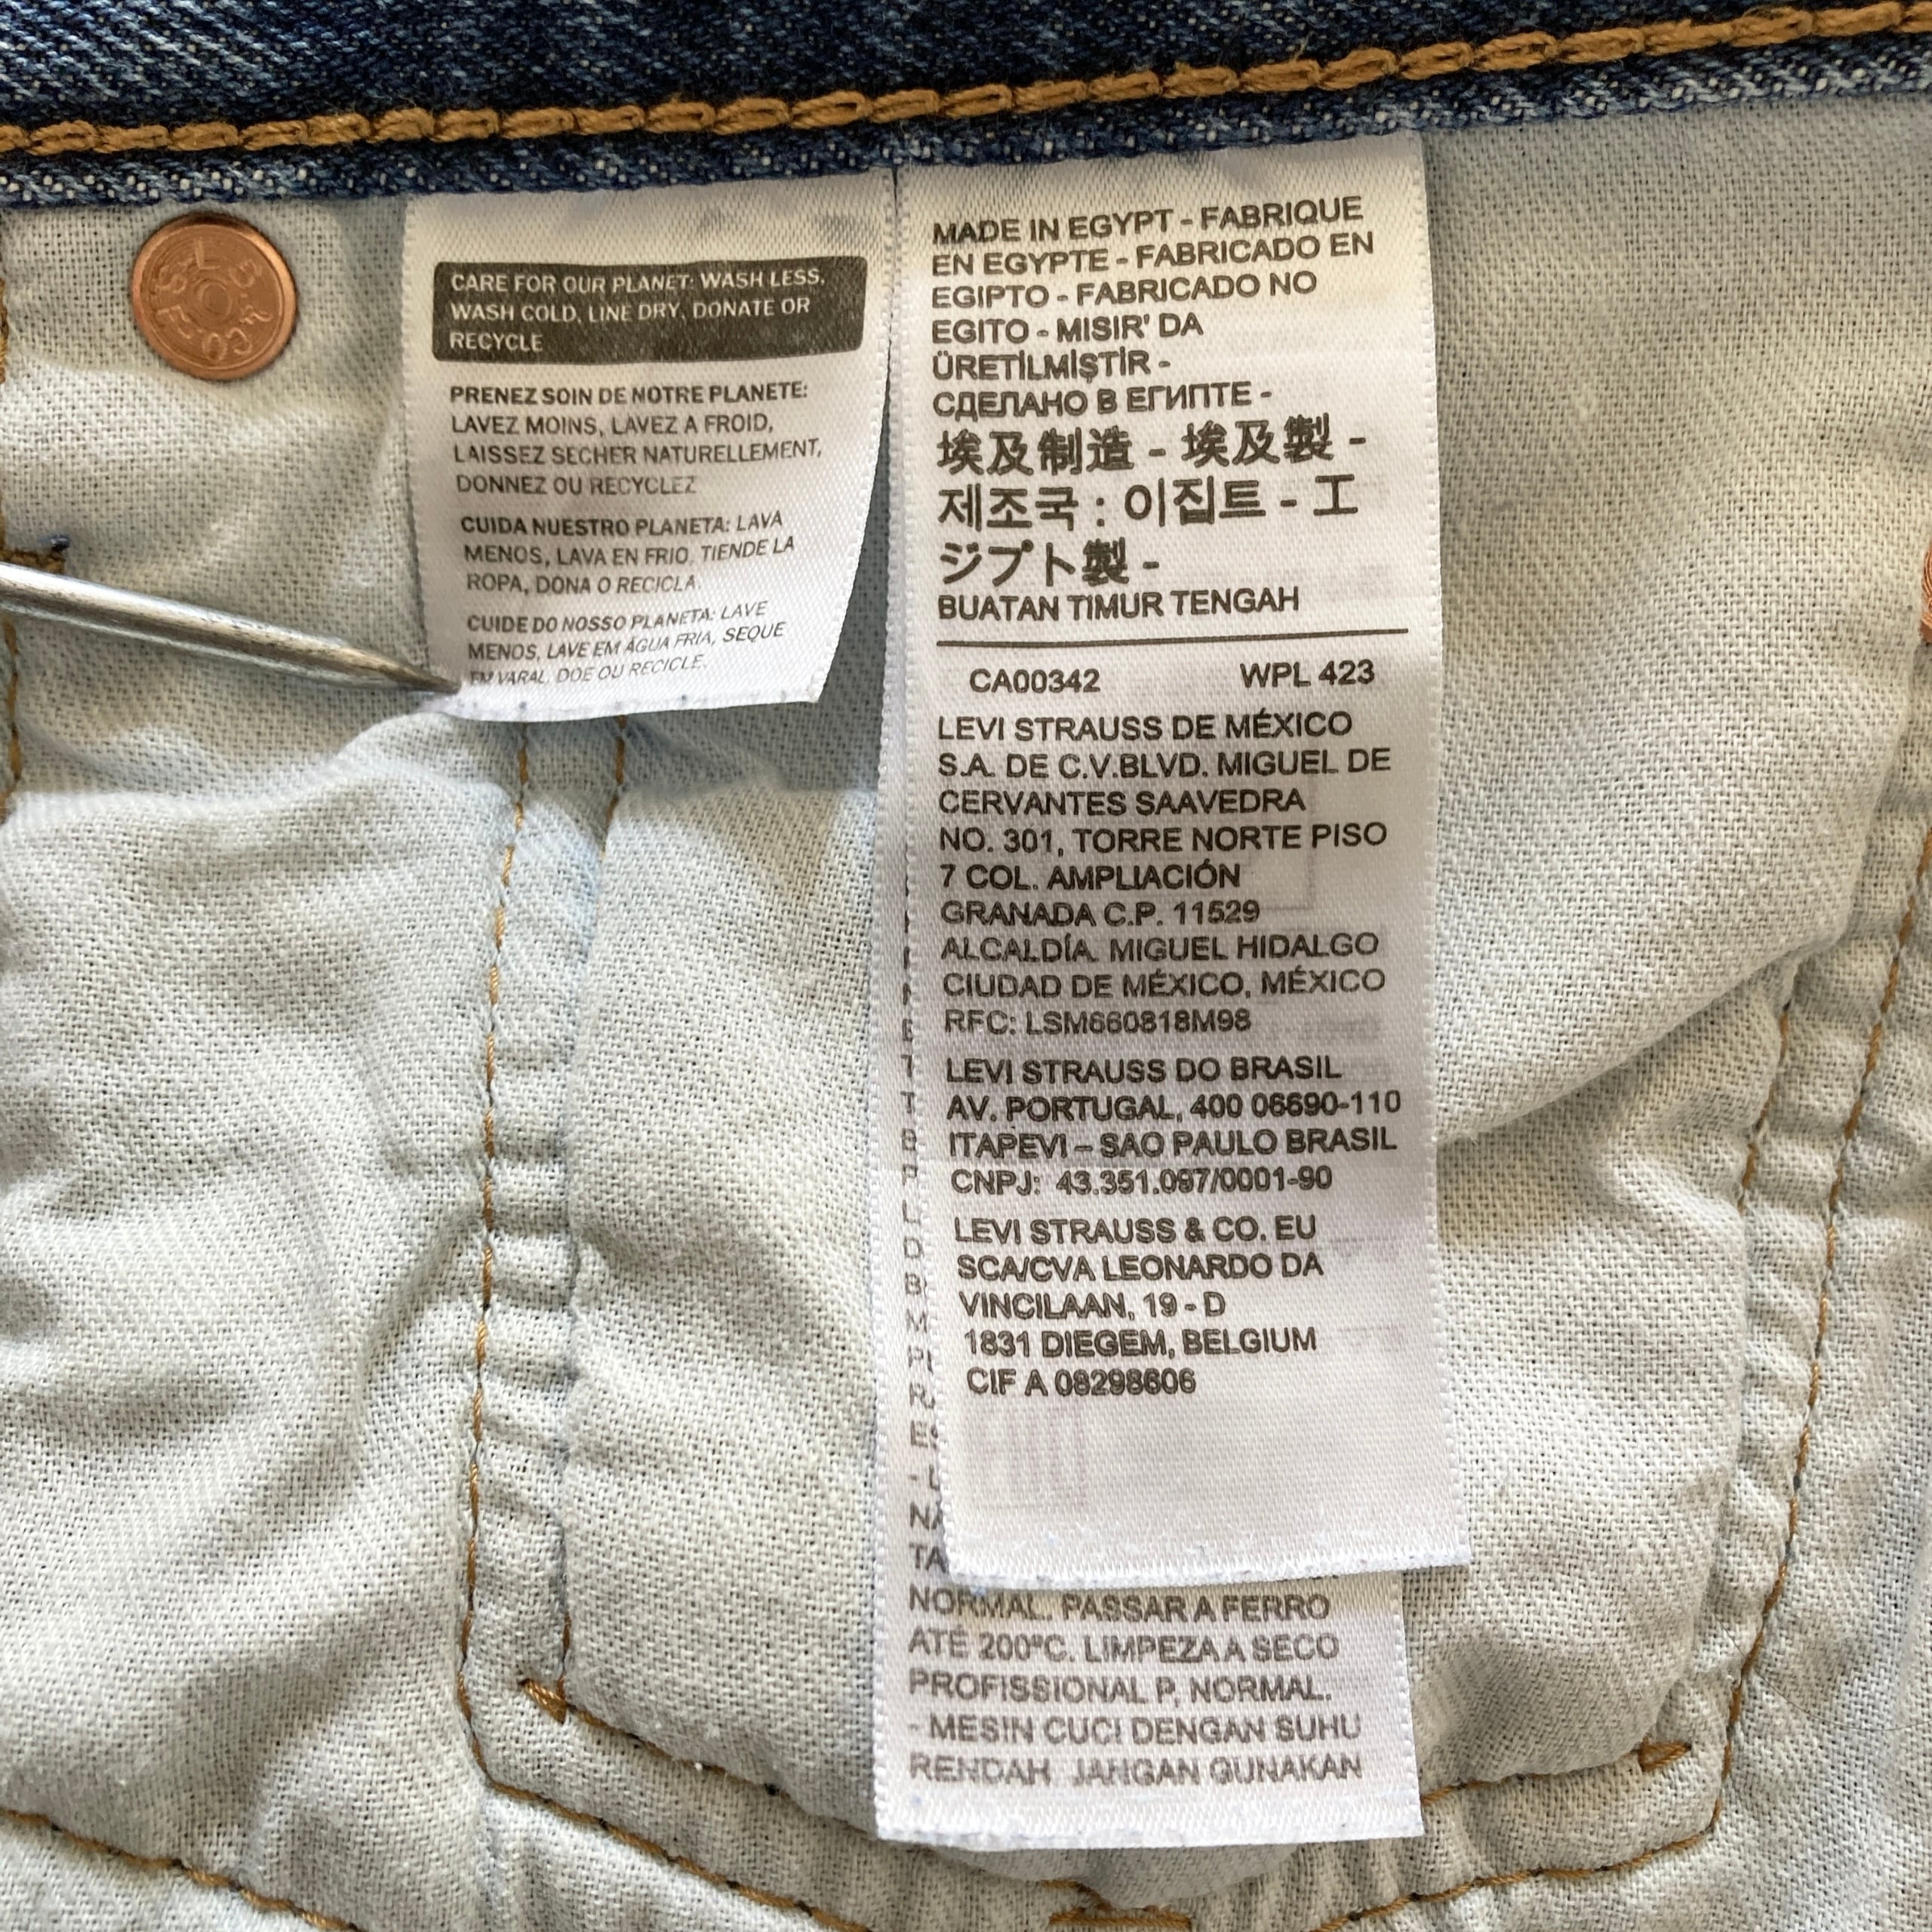 CARE FOR OUR PLANET: WASH LESS,
WASH COLD, LINE DRY, DONATE OR
RECYCLE
PRENEZ SOIN DE NOTRE PLANETE:
LAVEZ MOINS, LAVEZ A FROID,
LAISSEZ SECHER NATURELLEMENT,
DONNEZ OU RECYCLEZ
CUIDA NUESTRO PLANETA: LAVA
MENOS, LAVA EN FRIO, TIENDE LA
ROPA, DONA O RECICLA.
CUIDE DO NOSSO PLANETA: LAVE
MENOS, LAVE EM ÁGUA FRIA, SEQUE
EM VARAL, DOE OU RECICLE.
MADE IN EGYPT - FABRIQUE
EN EGYPTE - FABRICADO EN
EGIPTO - FABRICADO NO
EGITO - MISIR' DA
ÜRETİLMİŞTİR -
СДЕЛАНО В ЕГИПТЕ -
埃及制造 - 埃及製 -
제조국 : 이집트 - エ
ジプト製 -
BUATAN TIMUR TENGAH
CA00342 WPL 423
LEVI STRAUSS DE MÉXICO
S.A. DE C.V.BLVD. MIGUEL DE
CERVANTES SAAVEDRA
NO. 301, TORRE NORTE PISO
7 COL. AMPLIACIÓN
GRANADA C.P. 11529
ALCALDÍA. MIGUEL HIDALGO
CIUDAD DE MÉXICO, MÉXICO
RFC: LSM660818M98
LEVI STRAUSS DO BRASIL
AV. PORTUGAL, 400 06690-110
ITAPEVI – SAO PAULO BRASIL
CNPJ: 43.351.097/0001-90
LEVI STRAUSS & CO. EU
SCA/CVA LEONARDO DA
VINCILAAN, 19 - D
1831 DIEGEM, BELGIUM
CIF A 08298606
NORMAL. PASSAR A FERRO
ATÉ 200ºC. LIMPEZA A SECO
PROFISSIONAL P, NORMAL.
- MESIN CUCI DENGAN SUHU
RENDAH JANGAN GUNAKAN